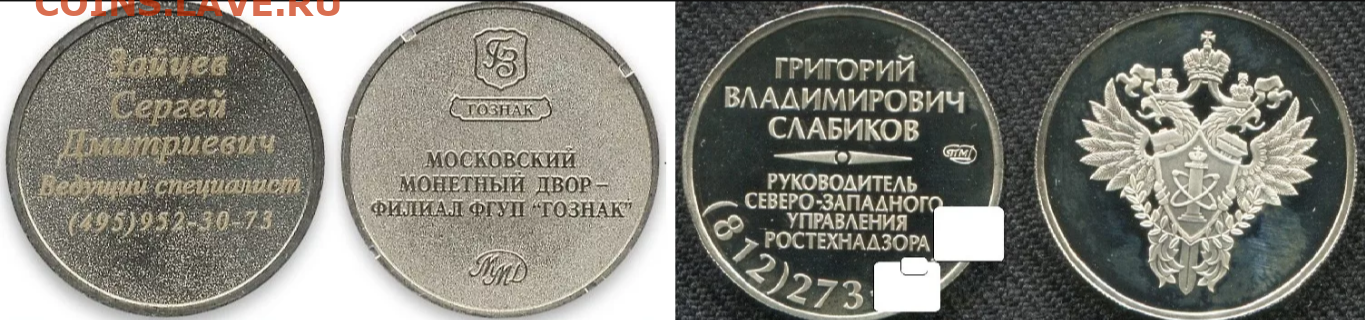 COINS.LAVE.RU
Зайцев
Сергей
Дмитриевич
Ведущий специалист
(495)952-30-73
ГОЗНАК
МОСКОВСКИЙ
МОНЕТНЫЙ ДВОР–
ФИЛИАЛ ФГУП "ГОЗНАК"
ММД
ГРИГОРИЙ
ВЛАДИМИРОВИЧ
СЛАБИКОВ
РУКОВОДИТЕЛЬ
СЕВЕРО-ЗАПАДНОГО
УПРАВЛЕНИЯ
РОСТЕХНАДЗОРА
(812)273